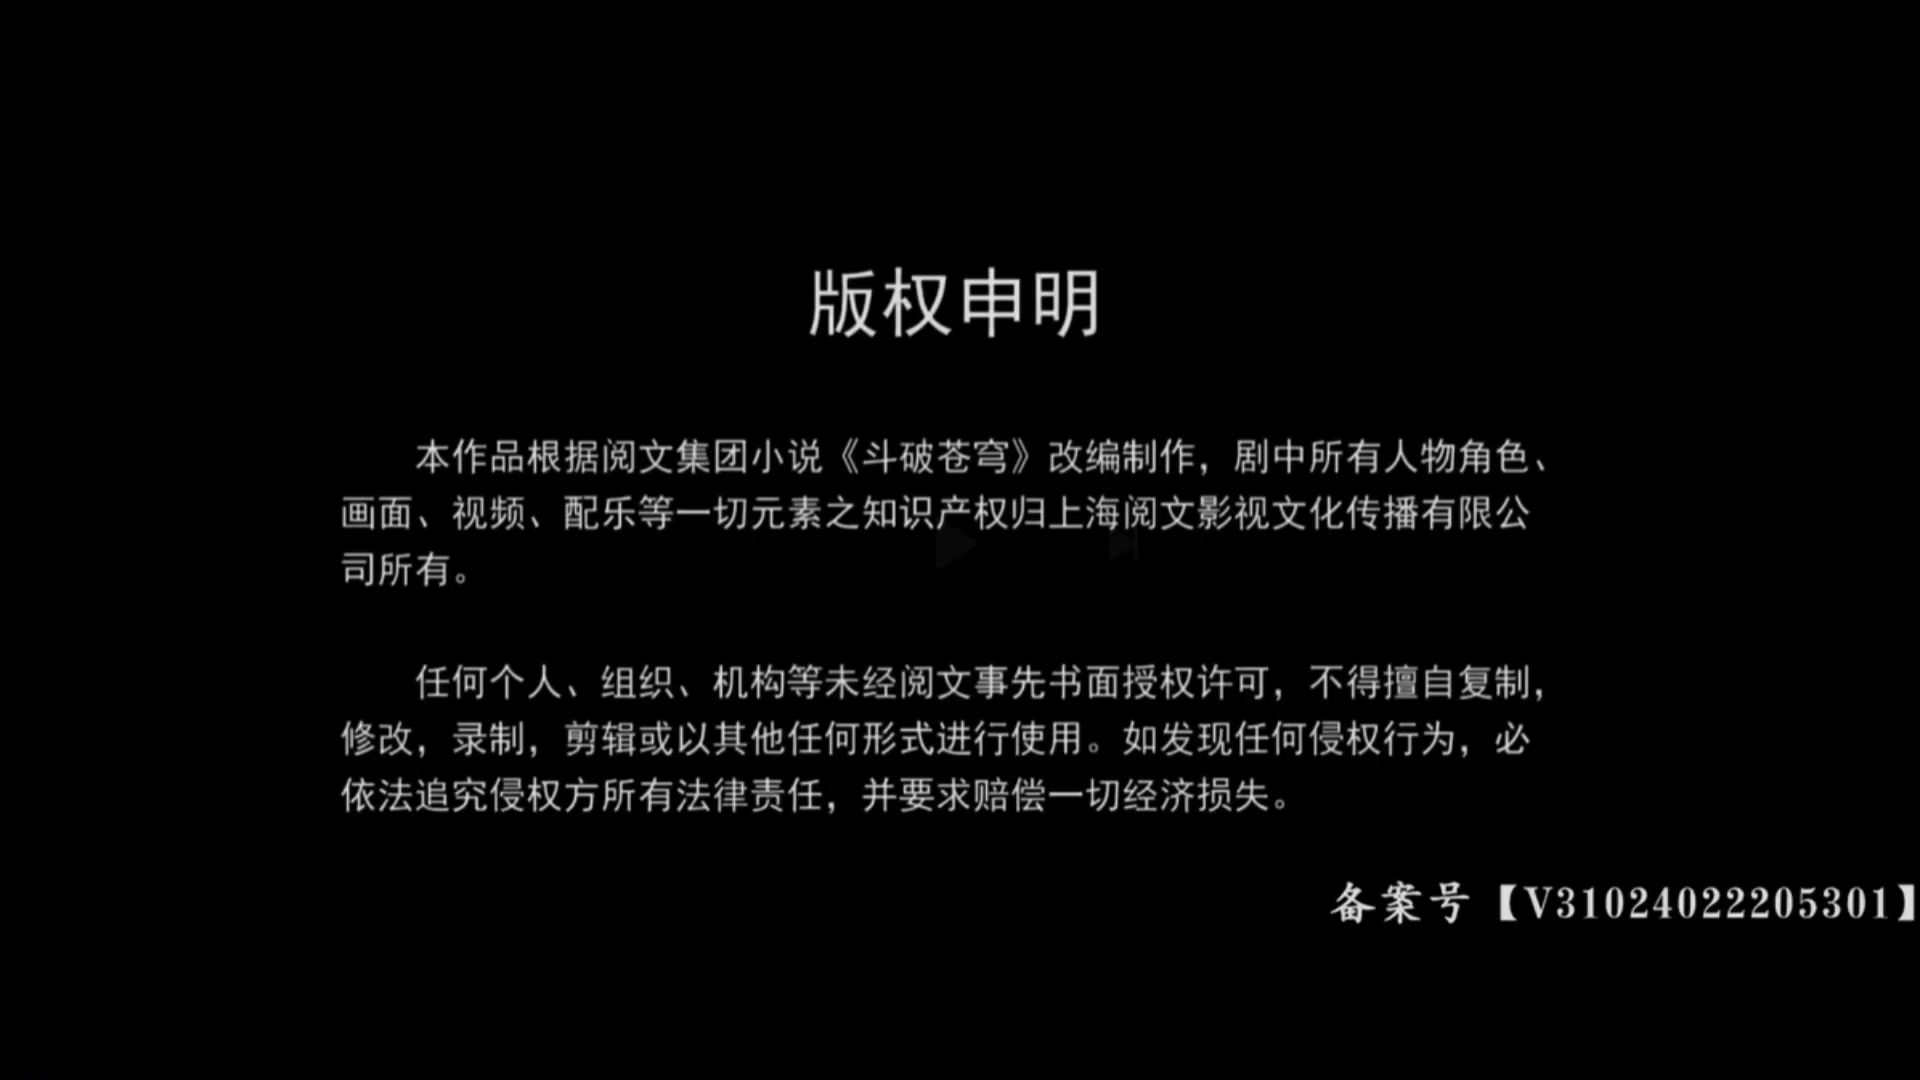 版权申明
本作品根据阅文集团小说《斗破苍穹》改编制作，剧中所有人物角色、
画面、视频、配乐等一切元素之知识产权归上海阅文影视文化传播有限公
司所有。
任何个人、组织、机构等未经阅文事先书面授权许可，不得擅自复制，
修改，录制，剪辑或以其他任何形式进行使用。如发现任何侵权行为，必
依法追究侵权方所有法律责任，并要求赔偿一切经济损失。
备案号【V31024022205301】